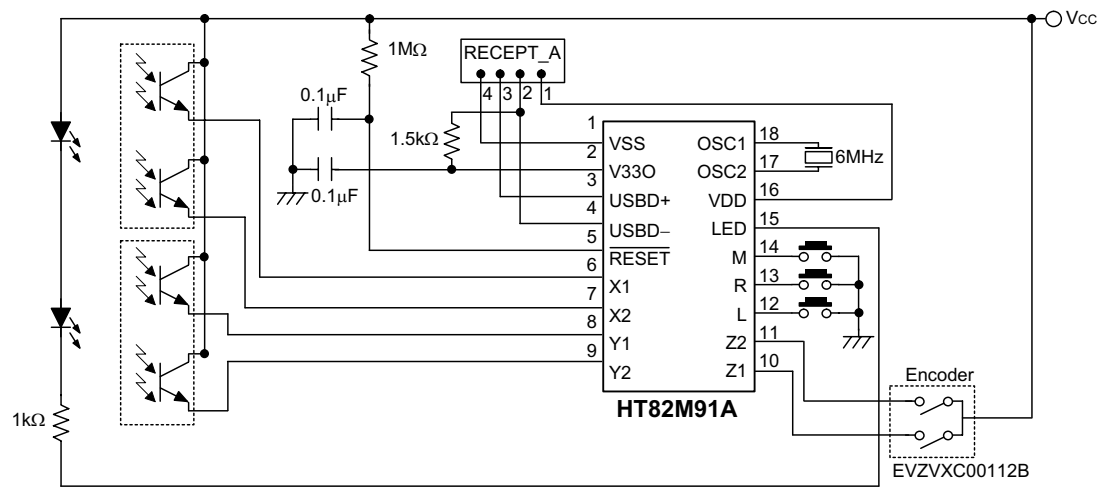 VCC
RECEPT_A
4 3 2 1
1MΩ
0.1μF
1.5kΩ
0.1μF
1 VSS
2 V33O
3 USBD+
4 USBD−
5 RESET
6 X1
7 X2
8 Y1
9 Y2
OSC1 18
OSC2 17
6MHz
VDD 16
LED 15
M 14
R 13
L 12
Z2 11
Z1 10
HT82M91A
Encoder
EVZVXC00112B
1kΩ